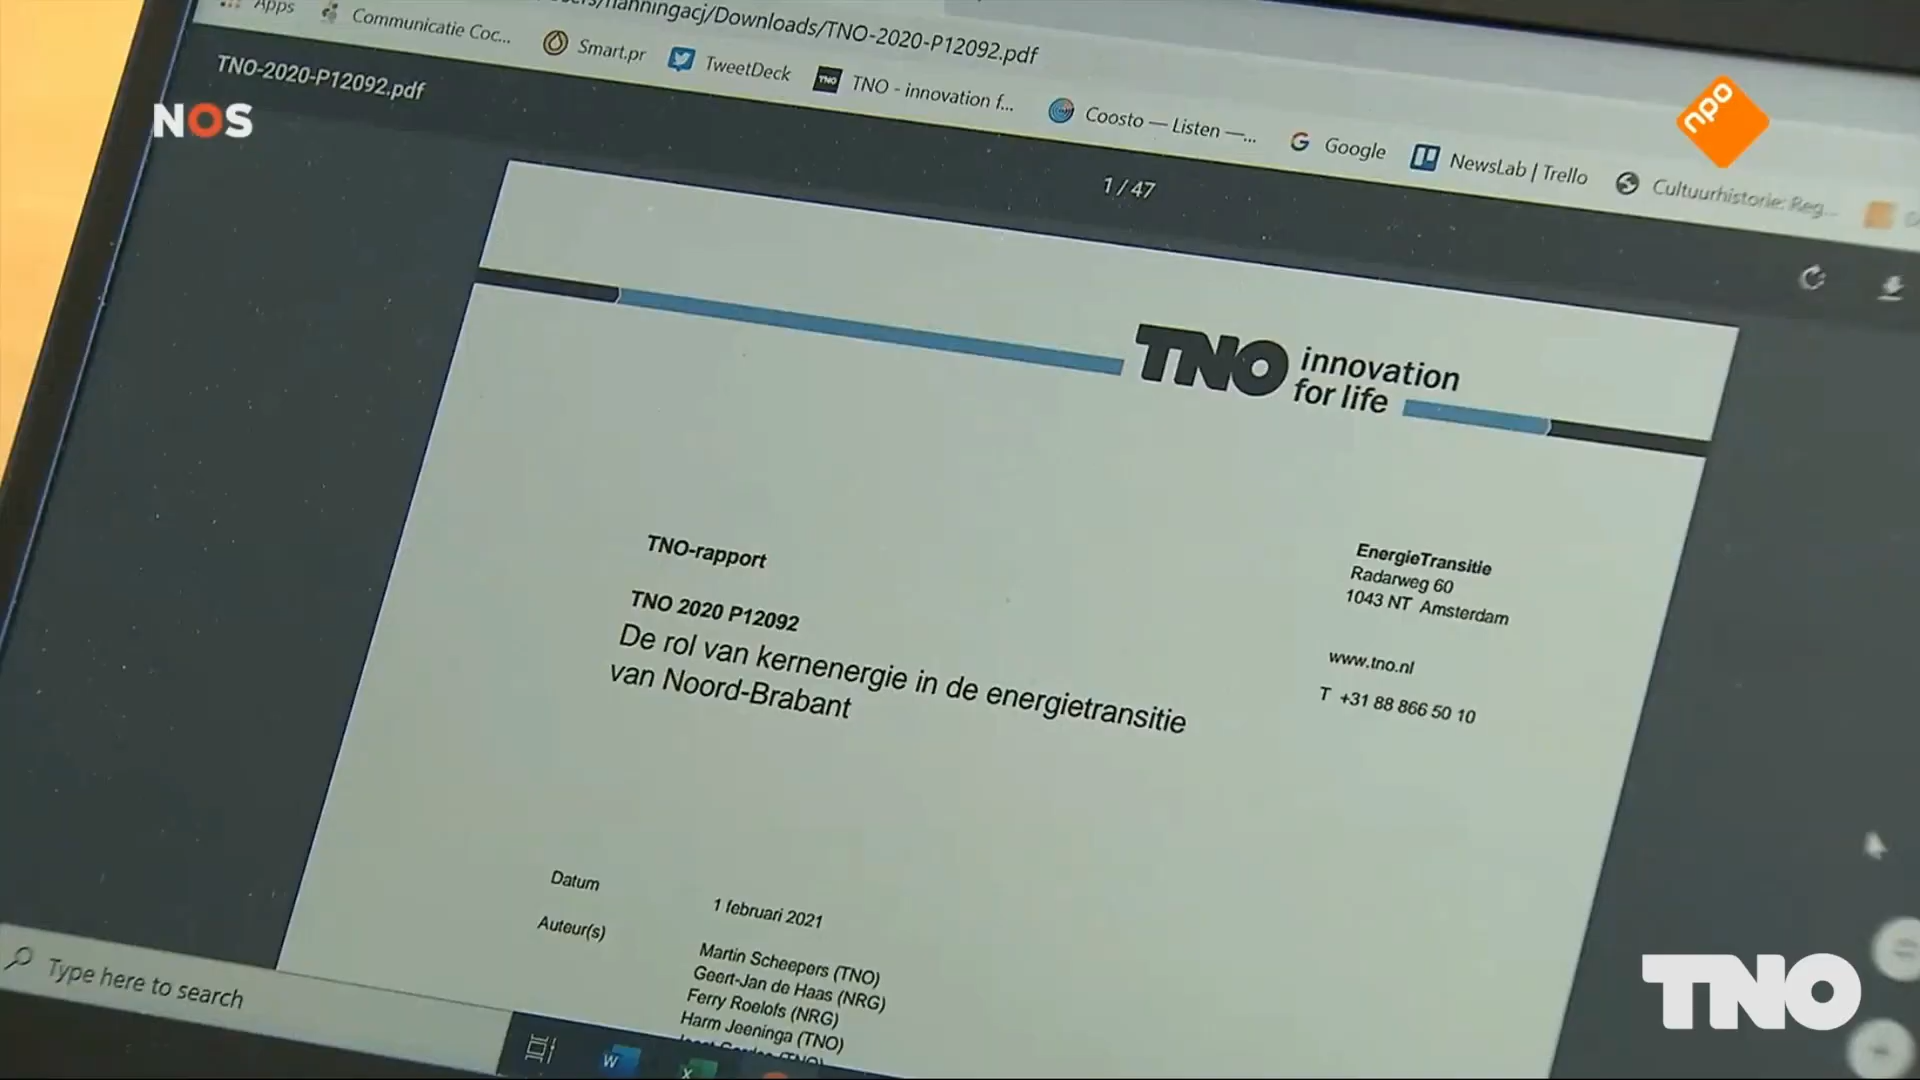 /Downloads/TNO-2020-P12092.pdf
Apps
Communicatie Coc...
Smart.pr
TweetDeck
TNO - innovation f...
Coosto — Listen —...
Google
NewsLab | Trello
Cultuurhistorie: Reg...
TNO-2020-P12092.pdf
NOS
npo
1 / 47
TNO innovation
for life
TNO-rapport
TNO 2020 P12092
De rol van kernenergie in de energietransitie
van Noord-Brabant
EnergieTransitie
Radarweg 60
1043 NT Amsterdam
www.tno.nl
T +31 88 866 50 10
Datum
1 februari 2021
Auteur(s)
Martin Scheepers (TNO)
Geert-Jan de Haas (NRG)
Ferry Roelofs (NRG)
Harm Jeeninga (TNO)
Type here to search
TNO